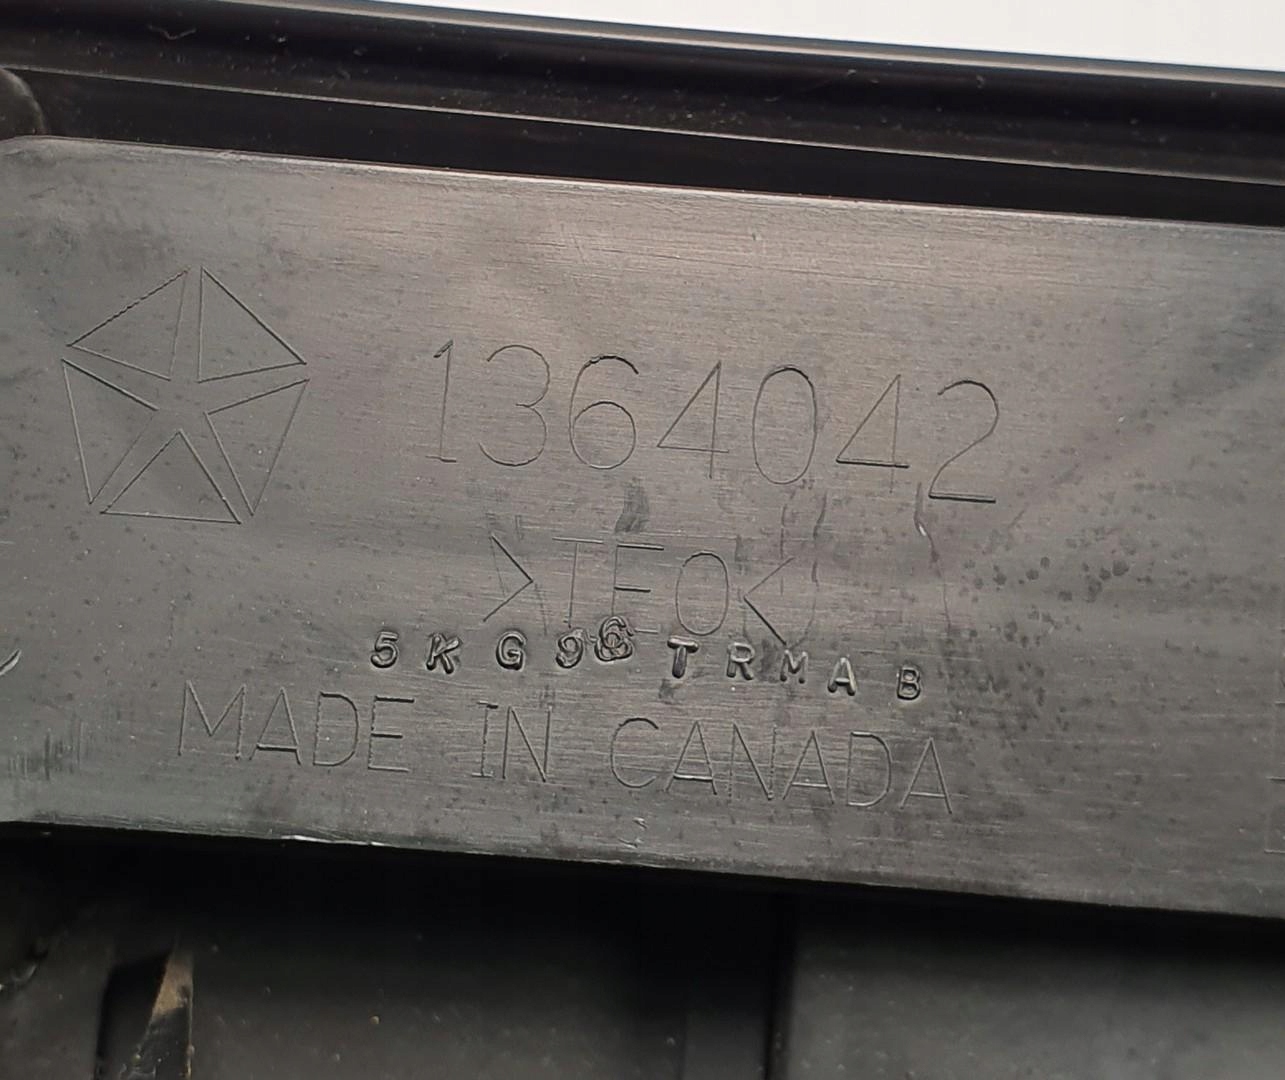 1364042
>TEO<
5KG96 TRMAB
MADE IN CANADA